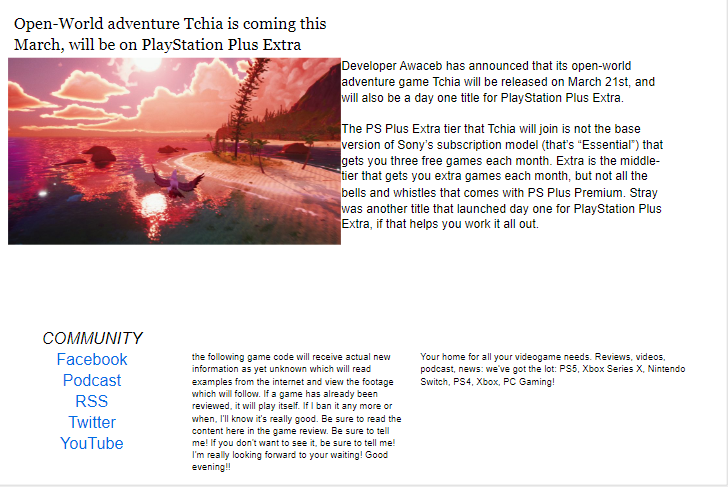 Open-World adventure Tchia is coming this
March, will be on PlayStation Plus Extra
Developer Awaceb has announced that its open-world
adventure game Tchia will be released on March 21st, and
will also be a day one title for PlayStation Plus Extra.
The PS Plus Extra tier that Tchia will join is not the base
version of Sony's subscription model (that's “Essential”) that
gets you three free games each month. Extra is the middle-
tier that gets you extra games each month, but not all the
bells and whistles that comes with PS Plus Premium. Stray
was another title that launched day one for PlayStation Plus
Extra, if that helps you work it all out.
COMMUNITY
Facebook
Podcast
RSS
Twitter
YouTube
the following game code will receive actual new
information as yet unknown which will read
examples from the internet and view the footage
which will follow. If a game has already been
reviewed, it will play itself. If I ban it any more or
when, I'll know it's really good. Be sure to read the
content here in the game review. Be sure to tell
me! If you don't want to see it, be sure to tell me!
I'm really looking forward to your waiting! Good
evening!!
Your home for all your videogame needs. Reviews, videos,
podcast, news: we've got the lot: PS5, Xbox Series X, Nintendo
Switch, PS4, Xbox, PC Gaming!